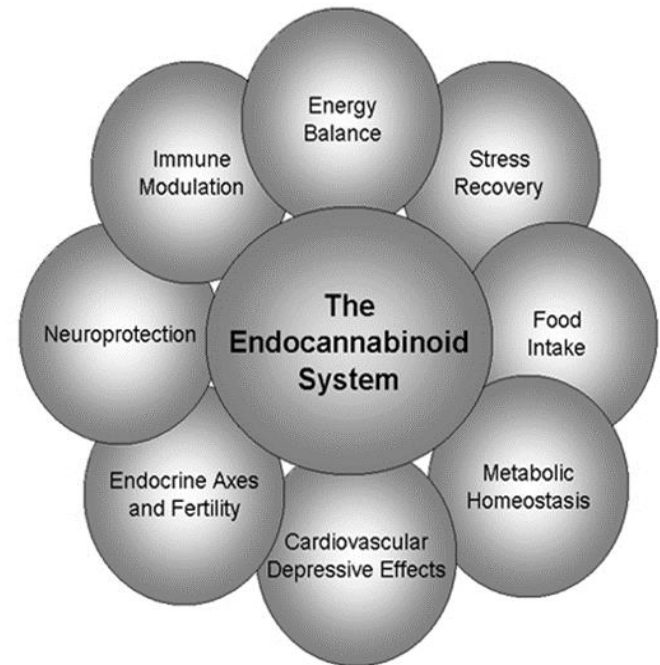 Energy
Balance
Stress
Recovery
Food
Intake
Metabolic
Homeostasis
Cardiovascular
Depressive Effects
Endocrine Axes
and Fertility
Neuroprotection
Immune
Modulation
The
Endocannabinoid
System